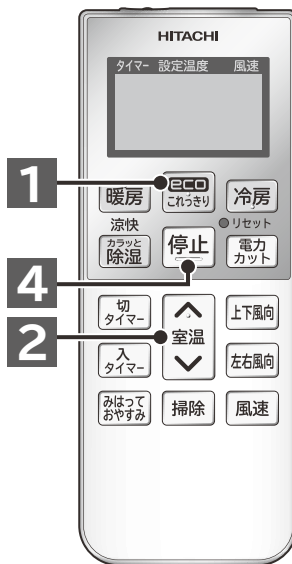 HITACHI
タイマー 設定温度 風速
1
暖房
eco
これっきり
冷房
涼快
カラッと
除湿
停止
リセット
電力
カット
4
切
タイマー
室温
上下風向
2
入
タイマー
左右風向
みはって
おやすみ
掃除
風速